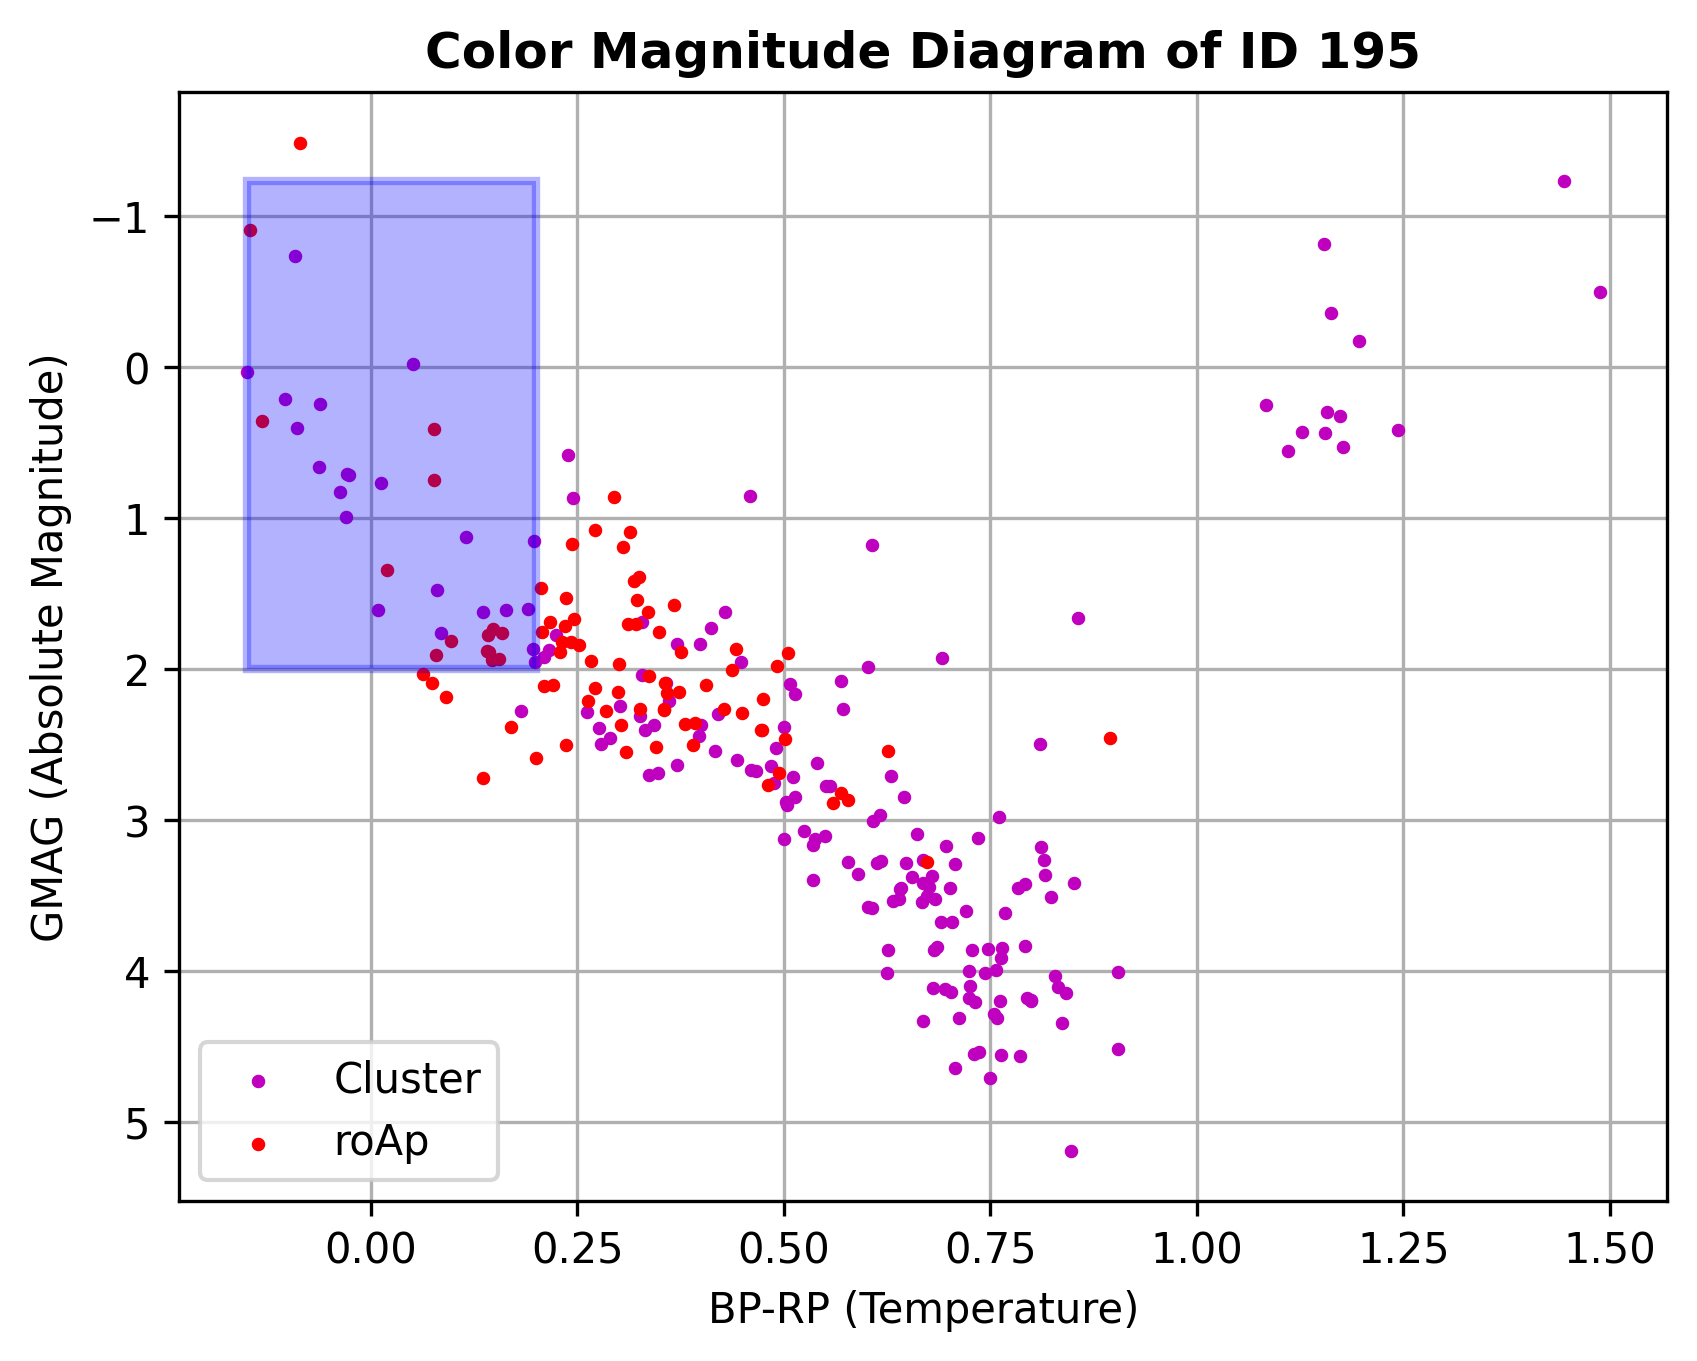 Color Magnitude Diagram of ID 195
GMAG (Absolute Magnitude)
−1
0
1
2
3
4
5
Cluster
roAp
0.00 0.25 0.50 0.75 1.00 1.25 1.50
BP-RP (Temperature)